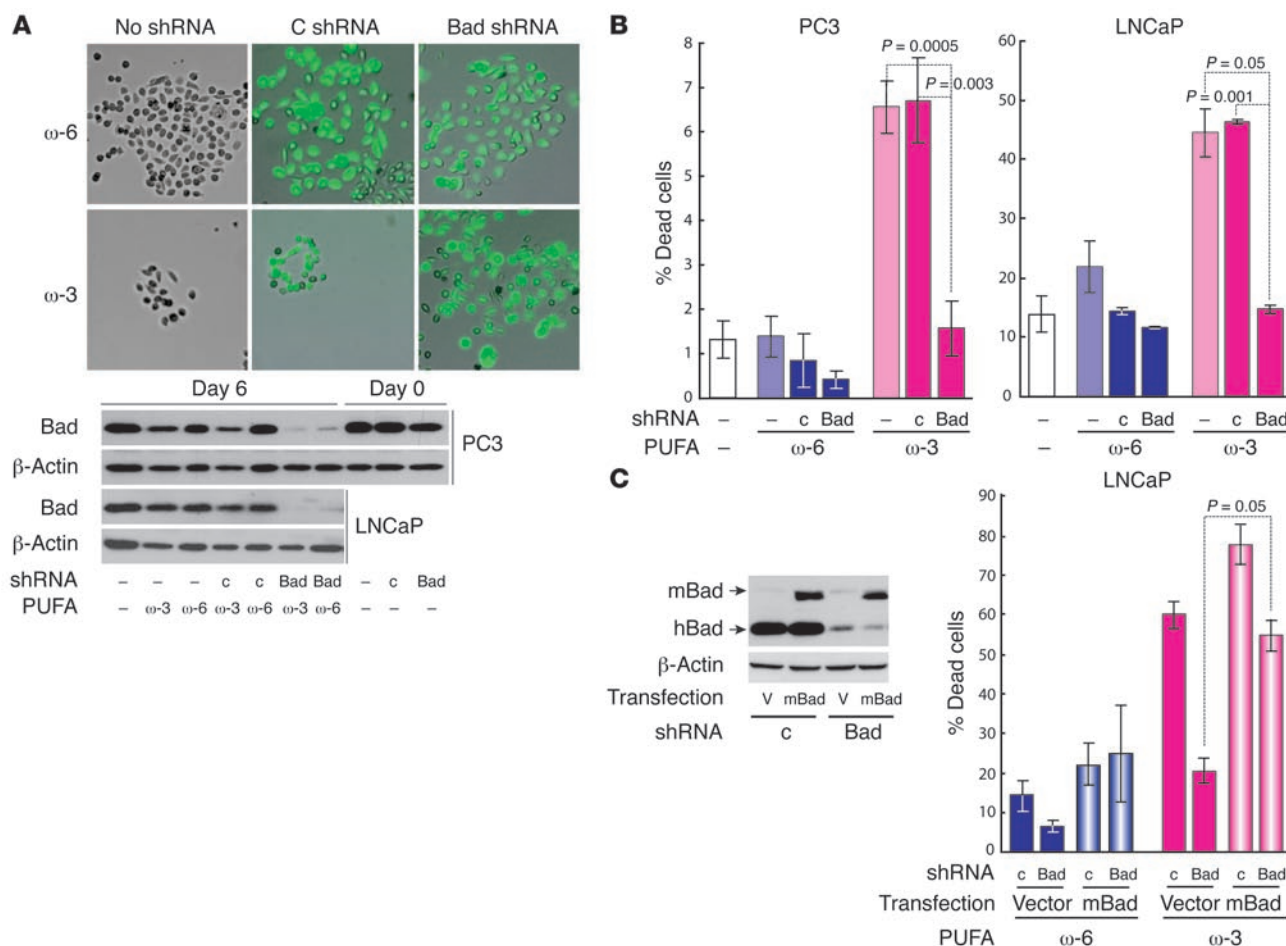 A
No shRNA C shRNA Bad shRNA
ω-6
ω-3
Day 6 Day 0
Bad
β-Actin
PC3
Bad
β-Actin
LNCaP
shRNA – – – c c Bad Bad – c Bad
PUFA – ω-3 ω-6 ω-3 ω-6 ω-3 ω-6 – – –
B
PC3
% Dead cells
8
7
6
5
4
3
2
1
0
P = 0.0005
P = 0.003
shRNA – c Bad – c Bad
PUFA – ω-6 ω-3
LNCaP
60
50
40
30
20
10
0
P = 0.05
P = 0.001
– c Bad – c Bad
– ω-6 ω-3
C
mBad
hBad
β-Actin
Transfection V mBad V mBad
shRNA c Bad
LNCaP
% Dead cells
90
80
70
60
50
40
30
20
10
0
P = 0.05
shRNA c Bad c Bad c Bad c Bad
Transfection Vector mBad Vector mBad
PUFA ω-6 ω-3